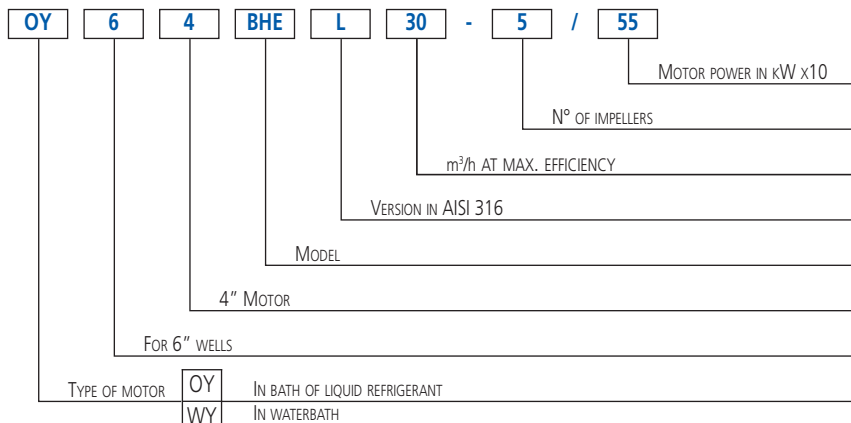 OY 6 4 BHE L 30 - 5 / 55
MOTOR POWER IN KW X10
N° OF IMPELLERS
m³/h AT MAX. EFFICIENCY
VERSION IN AISI 316
MODEL
4" MOTOR
FOR 6" WELLS
TYPE OF MOTOR OY IN BATH OF LIQUID REFRIGERANT
WY IN WATERBATH